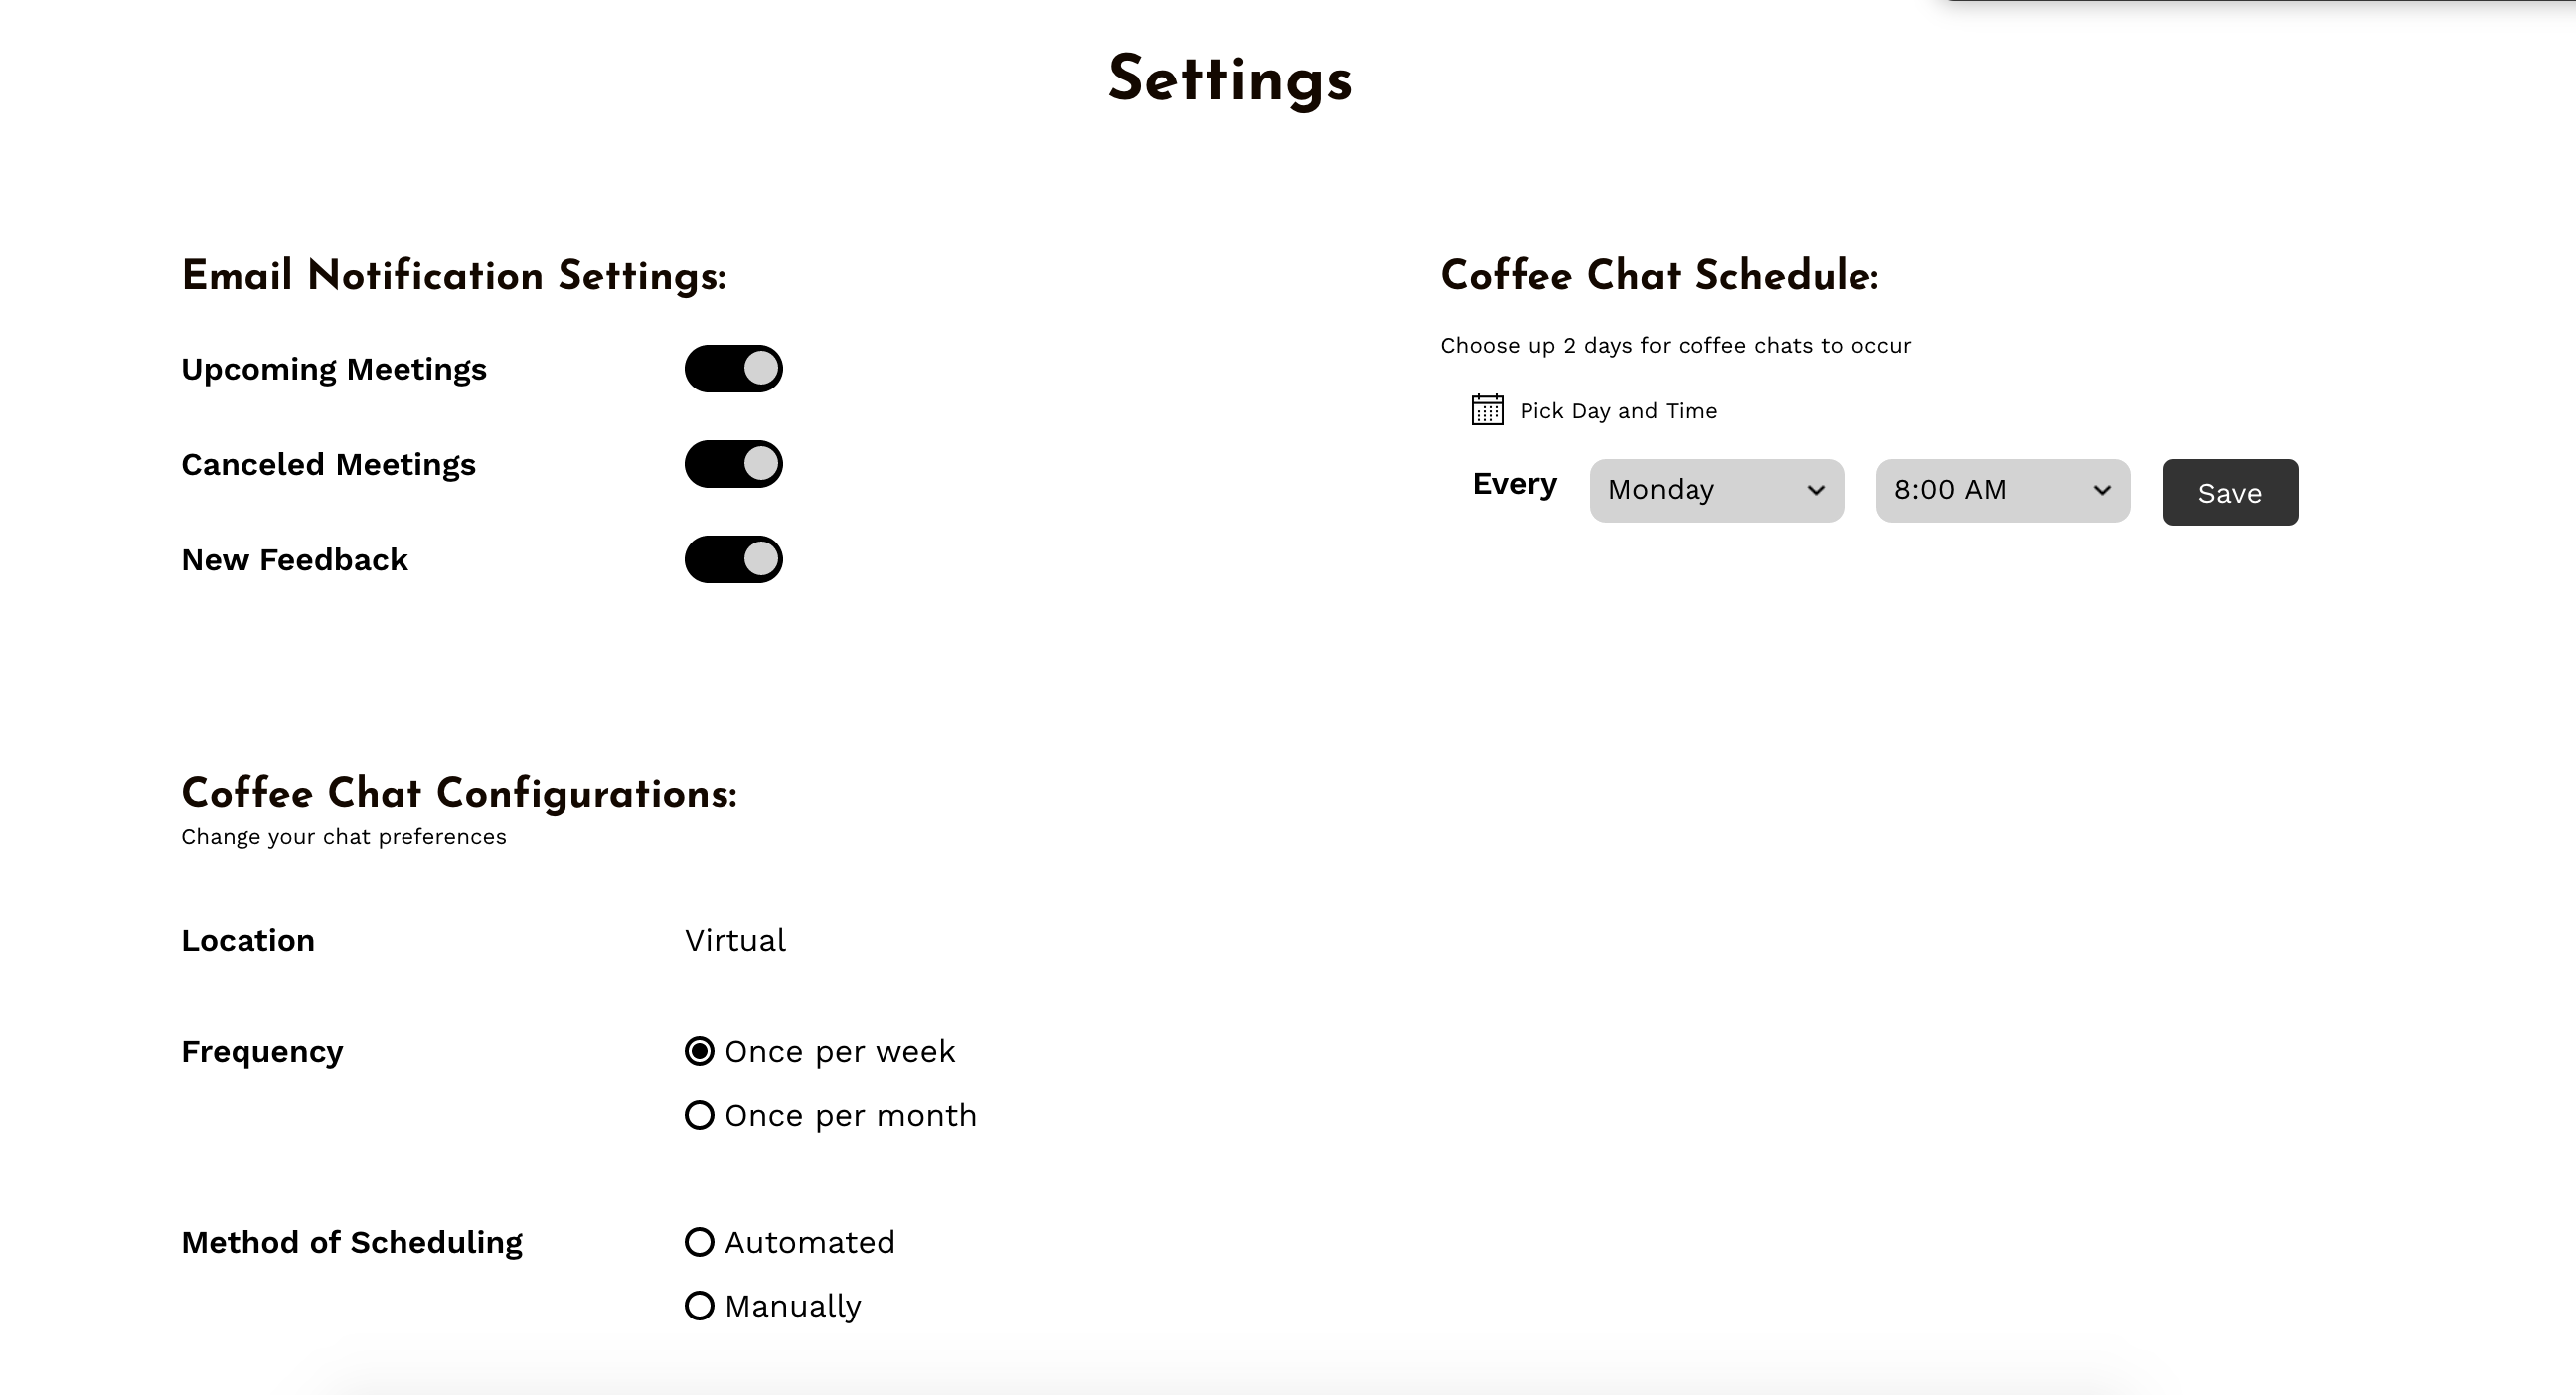 Settings
Email Notification Settings:
Upcoming Meetings
Canceled Meetings
New Feedback
Coffee Chat Schedule:
Choose up 2 days for coffee chats to occur
Pick Day and Time
Every Monday 8:00 AM Save
Coffee Chat Configurations:
Change your chat preferences
Location Virtual
Frequency Once per week
Once per month
Method of Scheduling Automated
Manually